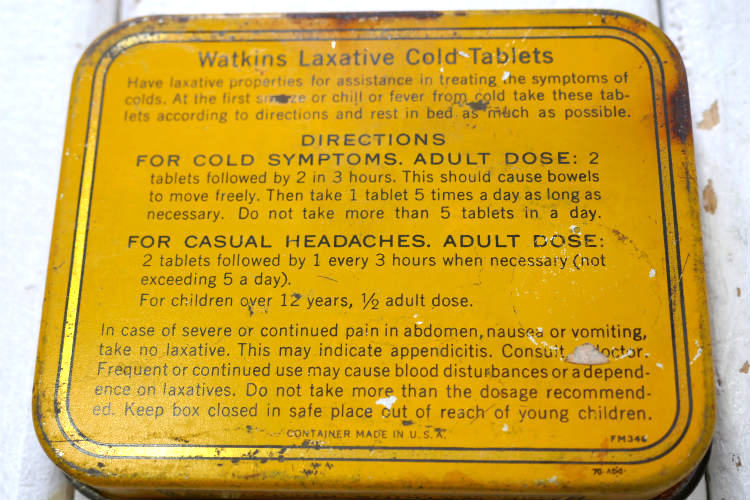 Watkins Laxative Cold Tablets
Have laxative properties for assistance in treating the symptoms of
colds. At the first sneeze or chill or fever from cold take these tab-
lets according to directions and rest in bed as much as possible.
DIRECTIONS
FOR COLD SYMPTOMS. ADULT DOSE: 2
tablets followed by 2 in 3 hours. This should cause bowels
to move freely. Then take 1 tablet 5 times a day as long as
necessary. Do not take more than 5 tablets in a day.
FOR CASUAL HEADACHES. ADULT DOSE:
2 tablets followed by 1 every 3 hours when necessary (not
exceeding 5 a day).
For children over 12 years, ½ adult dose.
In case of severe or continued pain in abdomen, nausea or vomiting,
take no laxative. This may indicate appendicitis. Consult doctor.
Frequent or continued use may cause blood disturbances or a depend-
ence on laxatives. Do not take more than the dosage recommend-
ed. Keep box closed in safe place out of reach of young children.
CONTAINER MADE IN U.S.A.
FM346